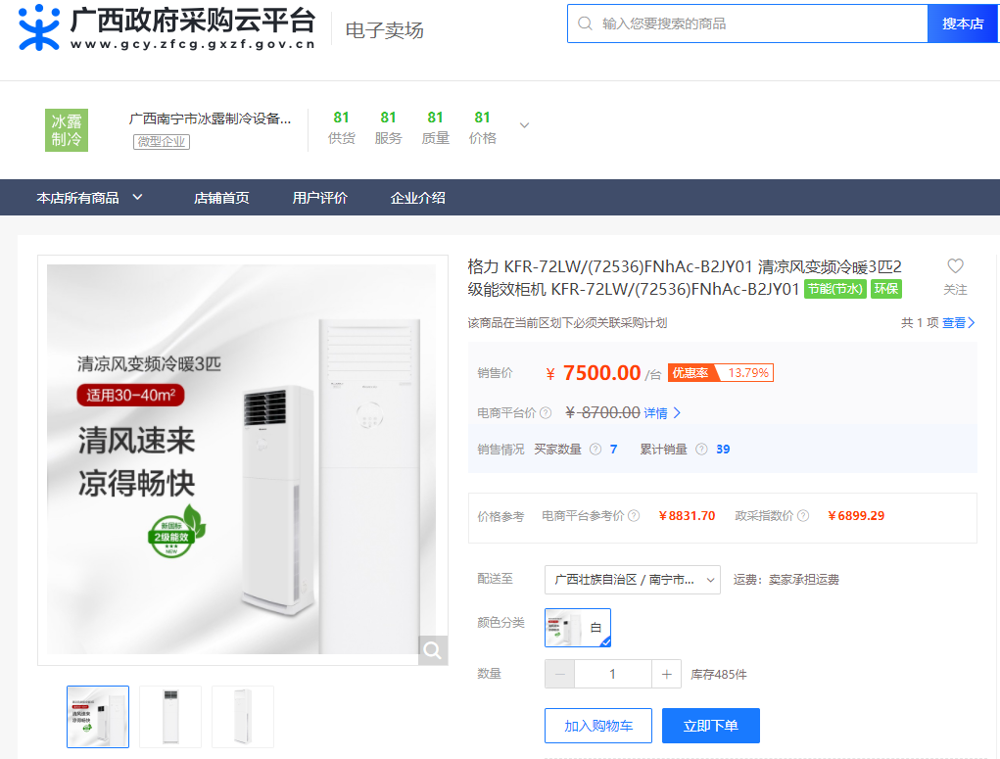 广西政府采购云平台
www.gcy.zfcg.gxzf.gov.cn
电子卖场
输入您要搜索的商品
搜本店
冰露
制冷
广西南宁市冰露制冷设备...
微型企业
81 81 81 81
供货 服务 质量 价格
本店所有商品 店铺首页 用户评价 企业介绍
格力 KFR-72LW/(72536)FNhAc-B2JY01 清凉风变频冷暖3匹2
级能效柜机 KFR-72LW/(72536)FNhAc-B2JY01 节能(节水) 环保
关注
该商品在当前区划下必须关联采购计划 共 1 项 查看
清凉风变频冷暖3匹
适用30-40m²
清风速来
凉得畅快
新国标
2级能效
NEW
销售价 ¥ 7500.00 /台 优惠率 13.79%
电商平台价 ¥ 8700.00 详情
销售情况 买家数量 7 累计销量 39
价格参考 电商平台参考价 ¥8831.70 政采指数价 ¥6899.29
配送至 广西壮族自治区 / 南宁市... 运费：卖家承担运费
颜色分类 白
数量 － 1 + 库存485件
加入购物车 立即下单